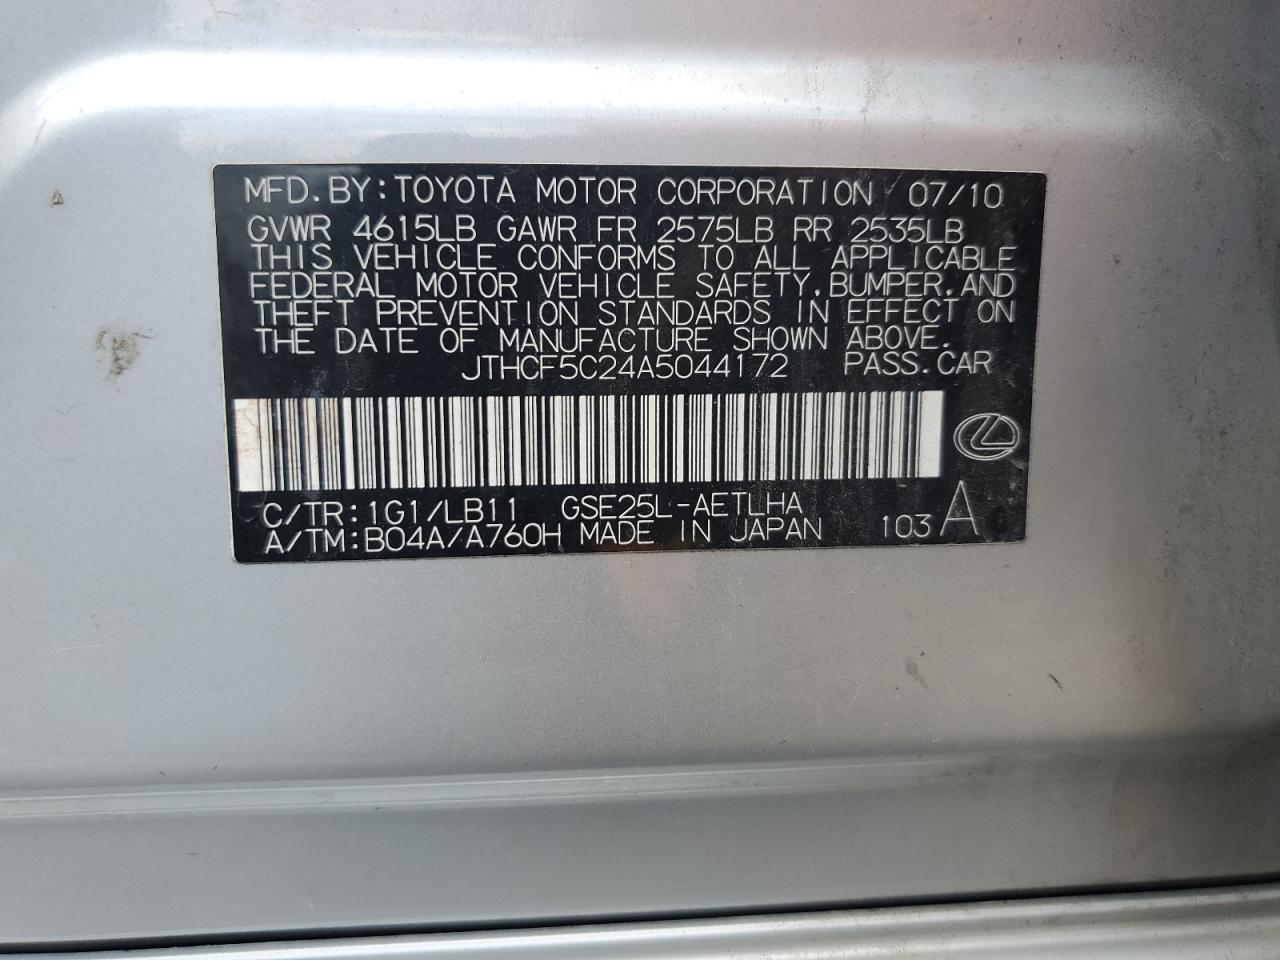 MFD.BY:TOYOTA MOTOR CORPORATION 07/10
GVWR 4615LB GAWR FR 2575LB RR 2535LB
THIS VEHICLE CONFORMS TO ALL APPLICABLE
FEDERAL MOTOR VEHICLE SAFETY,BUMPER,AND
THEFT PREVENTION STANDARDS IN EFFECT ON
THE DATE OF MANUFACTURE SHOWN ABOVE.
JTHCF5C24A5044172 PASS.CAR
C/TR:1G1/LB11 GSE25L-AETLHA
A/TM:B04A/A760H MADE IN JAPAN 103 A